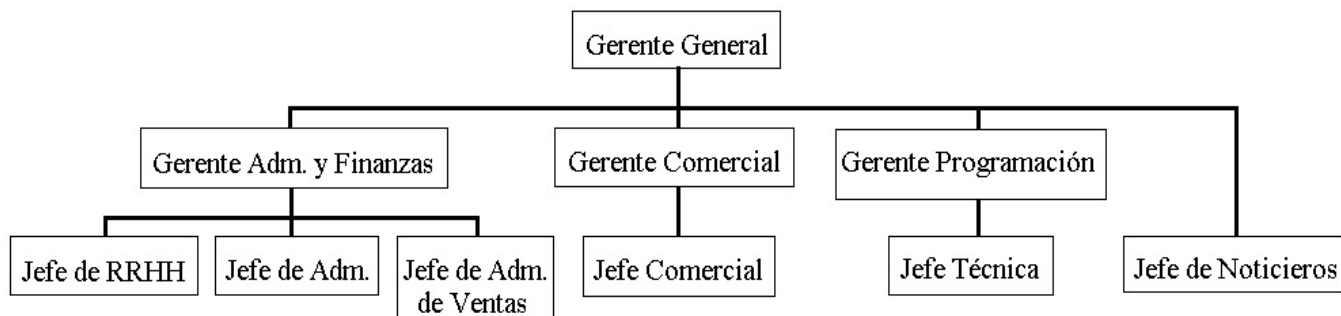 Gerente General
Gerente Adm. y Finanzas
Gerente Comercial
Gerente Programación
Jefe de RRHH
Jefe de Adm.
Jefe de Adm.
de Ventas
Jefe Comercial
Jefe Técnica
Jefe de Noticieros